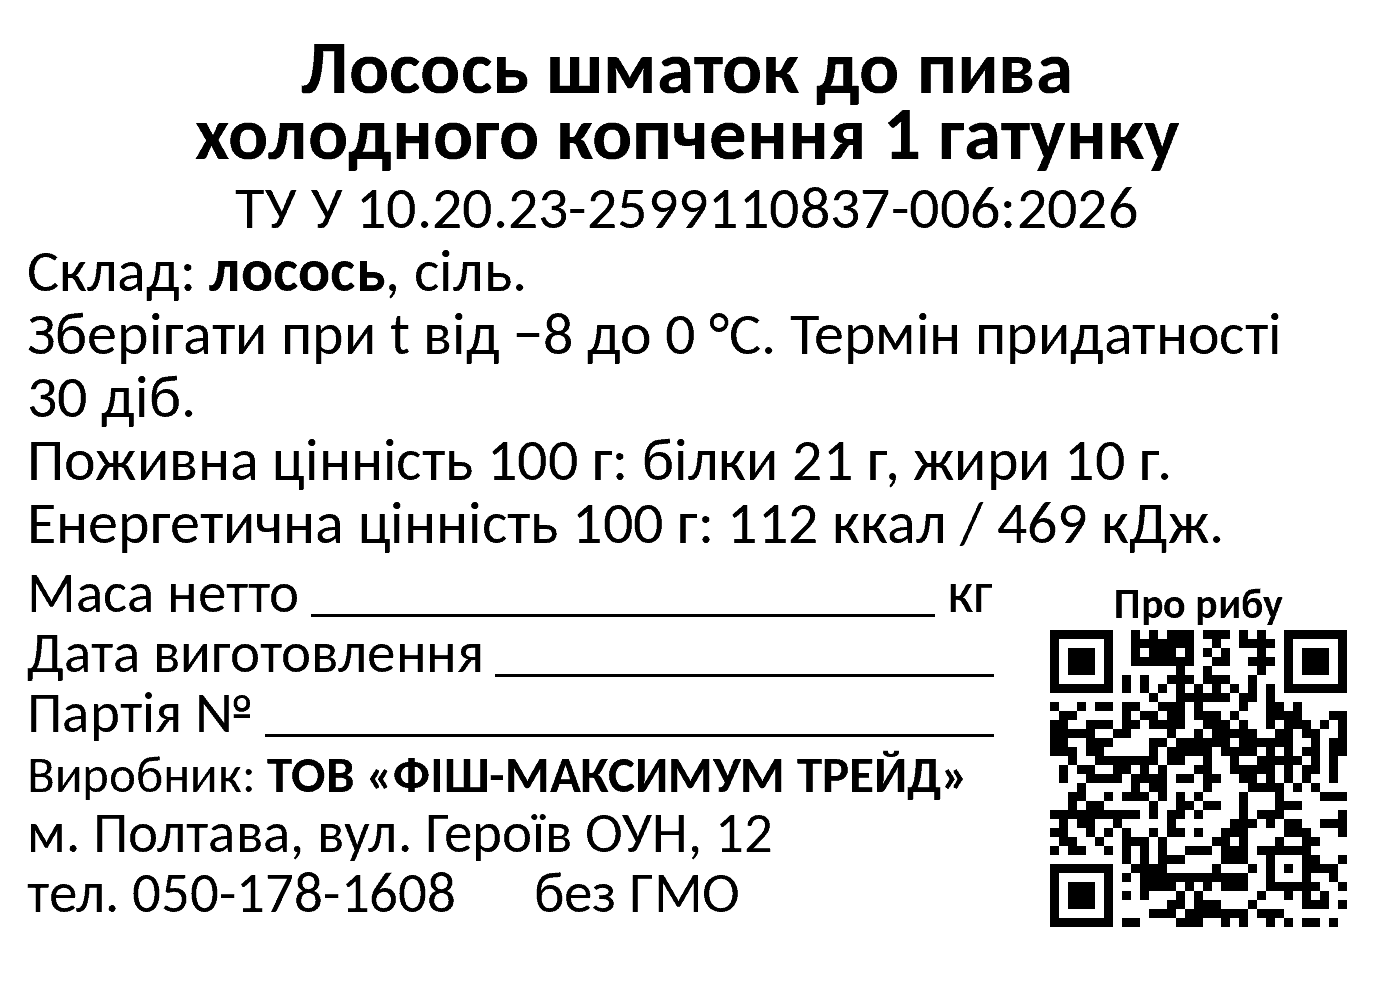 Лосось шматок до пива
холодного копчення 1 гатунку
ТУ У 10.20.23-2599110837-006:2026
Склад: лосось, сіль.
Зберігати при t від −8 до 0 °C. Термін придатності
30 діб.
Поживна цінність 100 г: білки 21 г, жири 10 г.
Енергетична цінність 100 г: 112 ккал / 469 кДж.
Маса нетто ____________________ кг
Дата виготовлення ________________
Партія № ________________________
Про рибу
Виробник: ТОВ «ФІШ-МАКСИМУМ ТРЕЙД»
м. Полтава, вул. Героїв ОУН, 12
тел. 050-178-1608 без ГМО